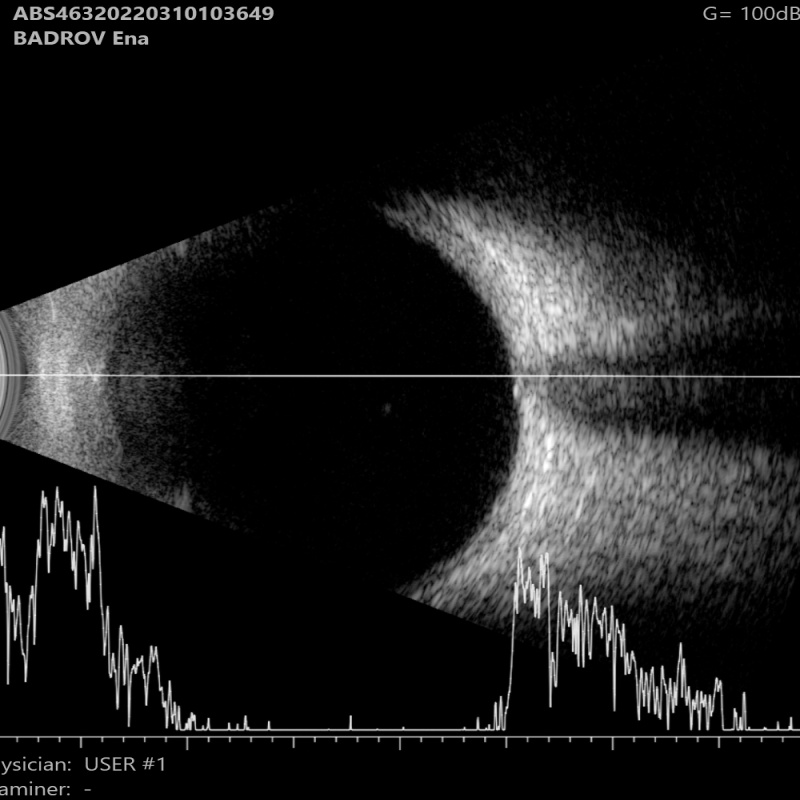 ABS46320220310103649
G= 100dB
BADROV Ena
ysician: USER #1
aminer: -